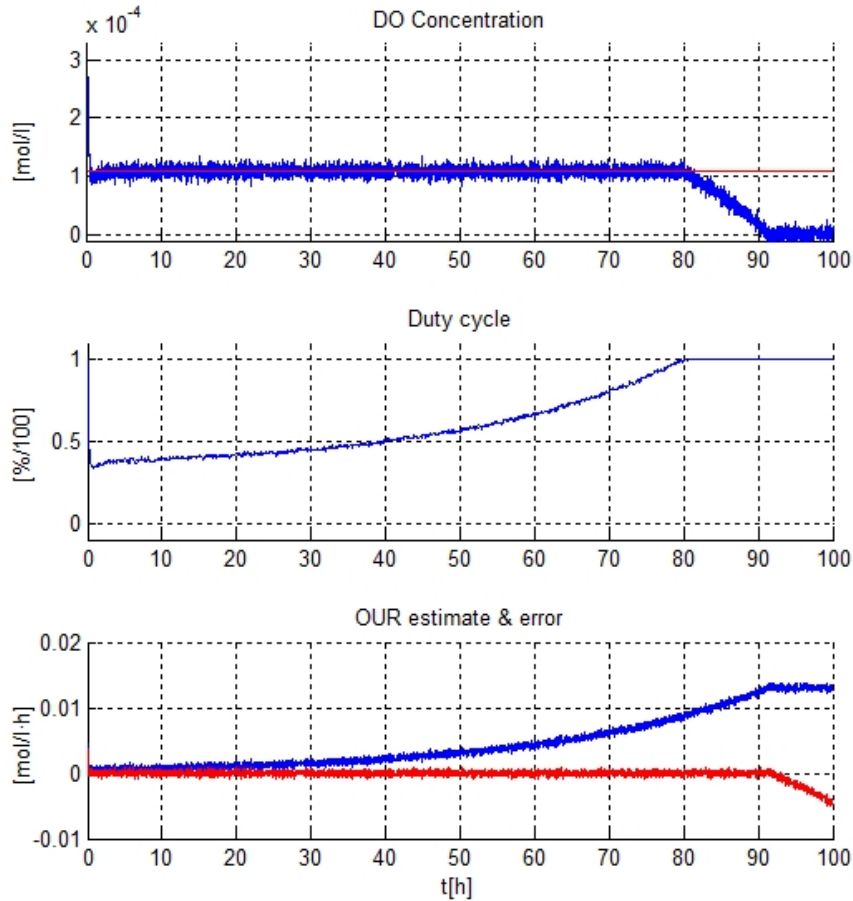 x 10⁻⁴
DO Concentration
[mol/l]
3
2
1
0
0 10 20 30 40 50 60 70 80 90 100
Duty cycle
[%/100]
1
0.5
0
0 10 20 30 40 50 60 70 80 90 100
OUR estimate & error
[mol/l·h]
0.02
0.01
0
-0.01
0 10 20 30 40 50 60 70 80 90 100
t[h]